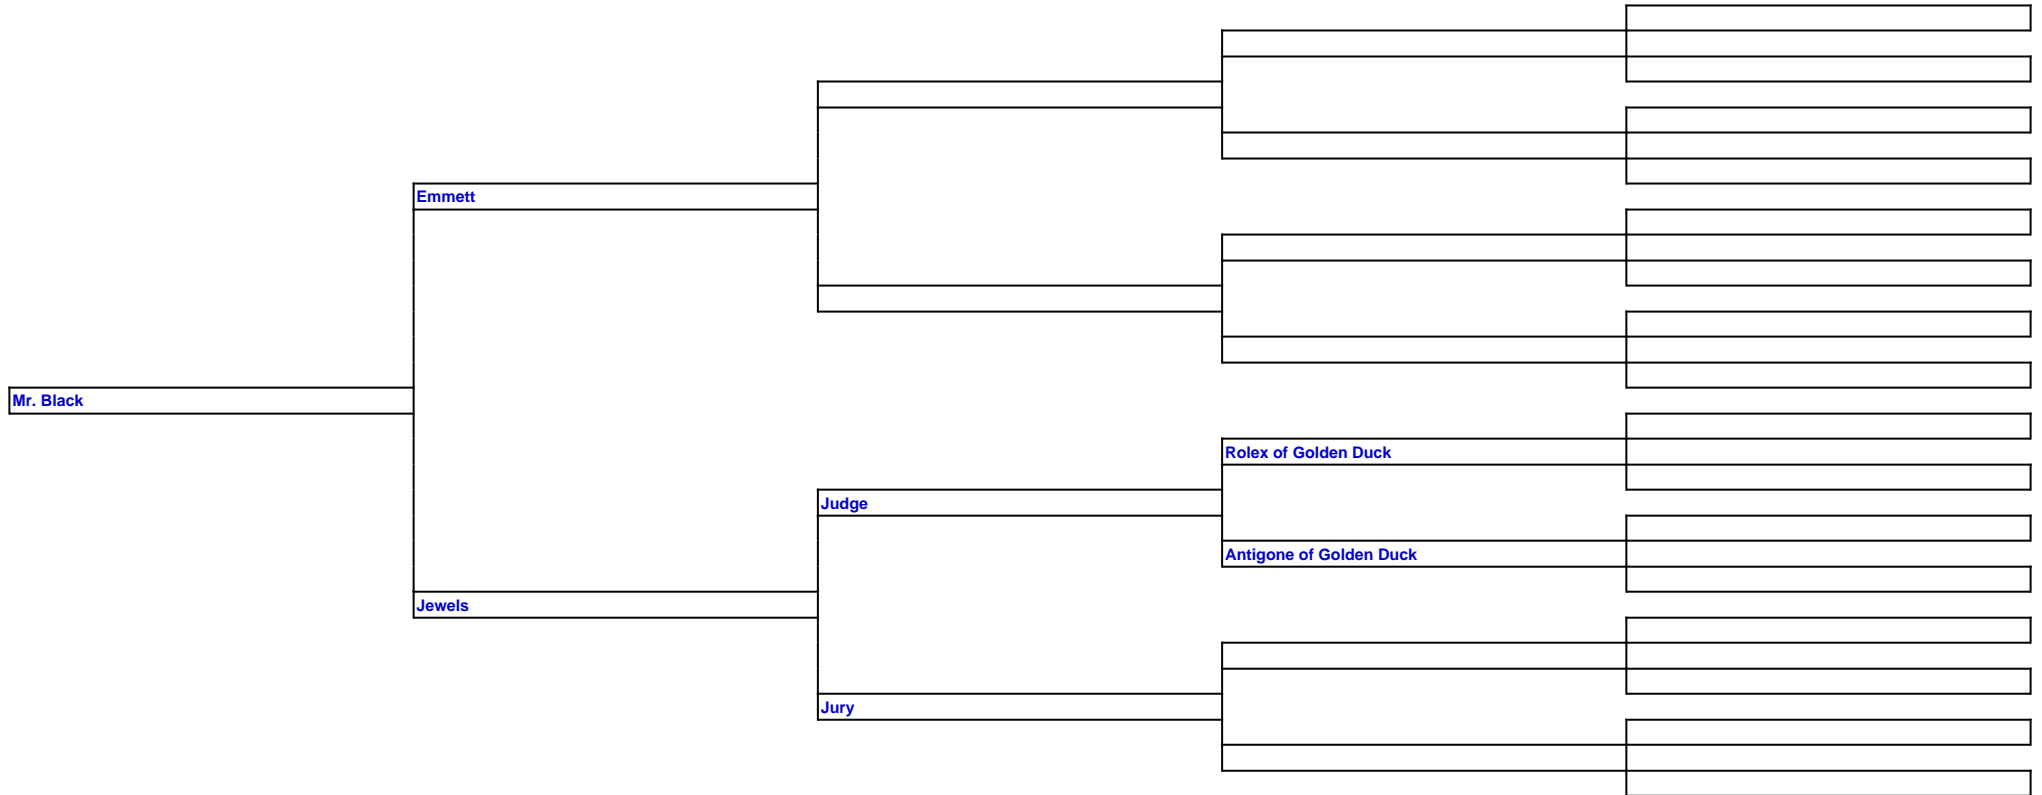 Emmett
Mr. Black
Rolex of Golden Duck
Judge
Antigone of Golden Duck
Jewels
Jury